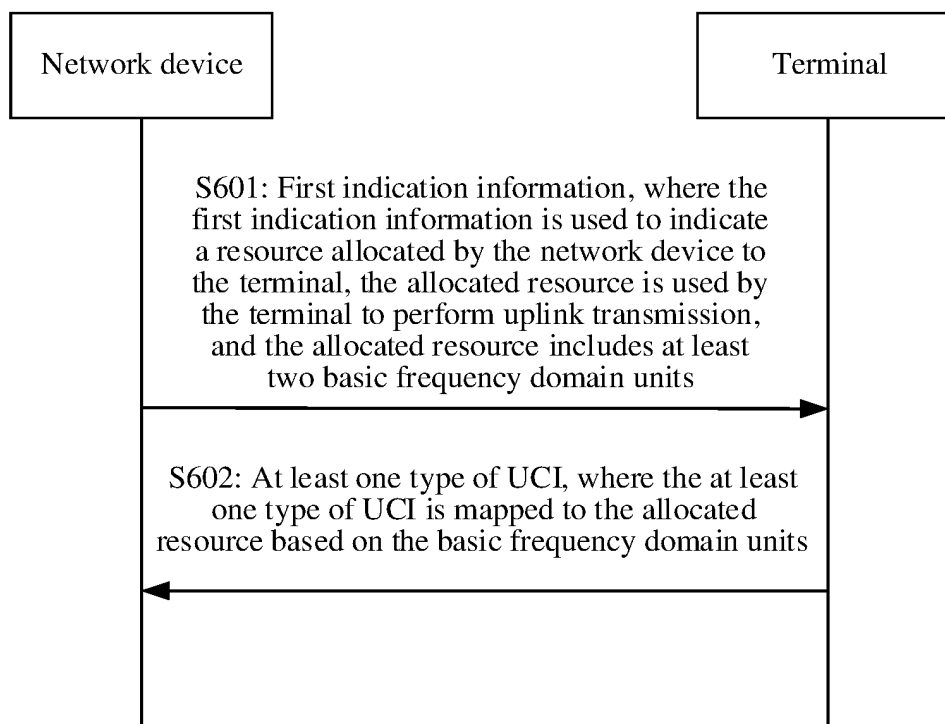 Network device
Terminal
S601: First indication information, where the
first indication information is used to indicate
a resource allocated by the network device to
the terminal, the allocated resource is used by
the terminal to perform uplink transmission,
and the allocated resource includes at least
two basic frequency domain units
S602: At least one type of UCI, where the at least
one type of UCI is mapped to the allocated
resource based on the basic frequency domain units